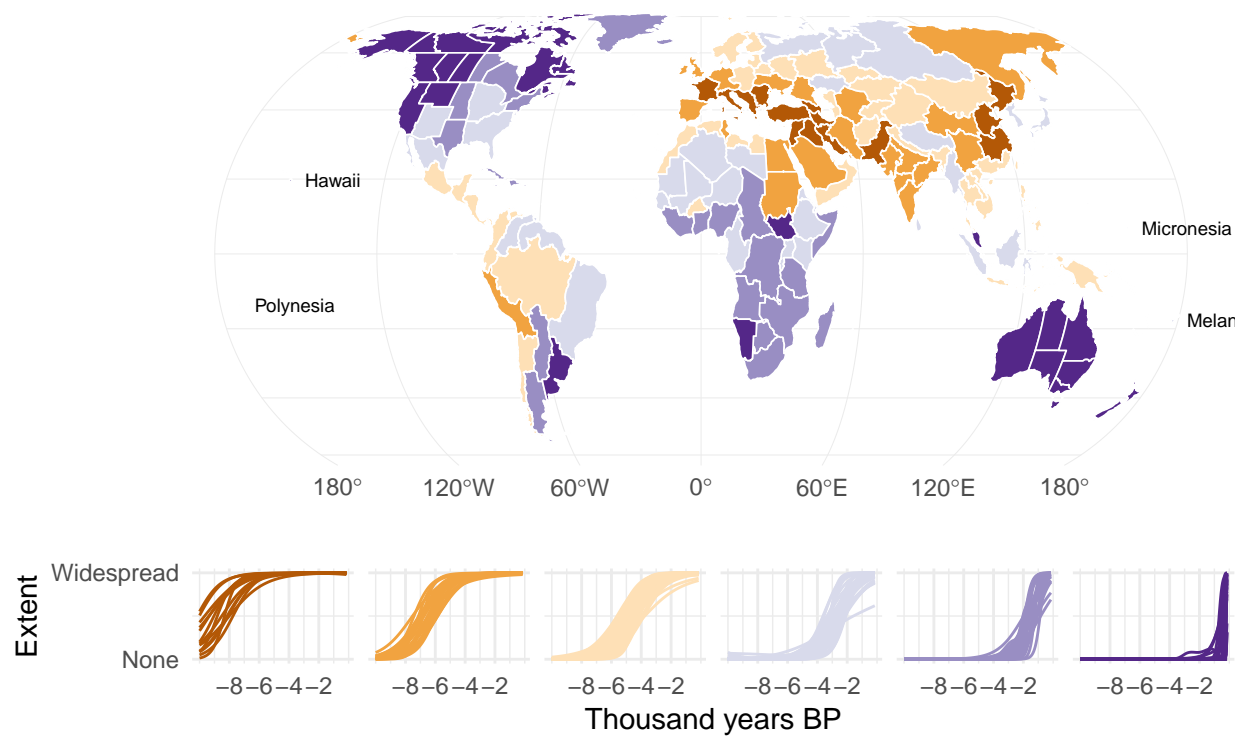 Hawaii
Micronesia
Polynesia
Melan
180° 120°W 60°W 0° 60°E 120°E 180°
Widespread
Extent
None
−8−6−4−2 −8−6−4−2 −8−6−4−2 −8−6−4−2 −8−6−4−2 −8−6−4−2
Thousand years BP